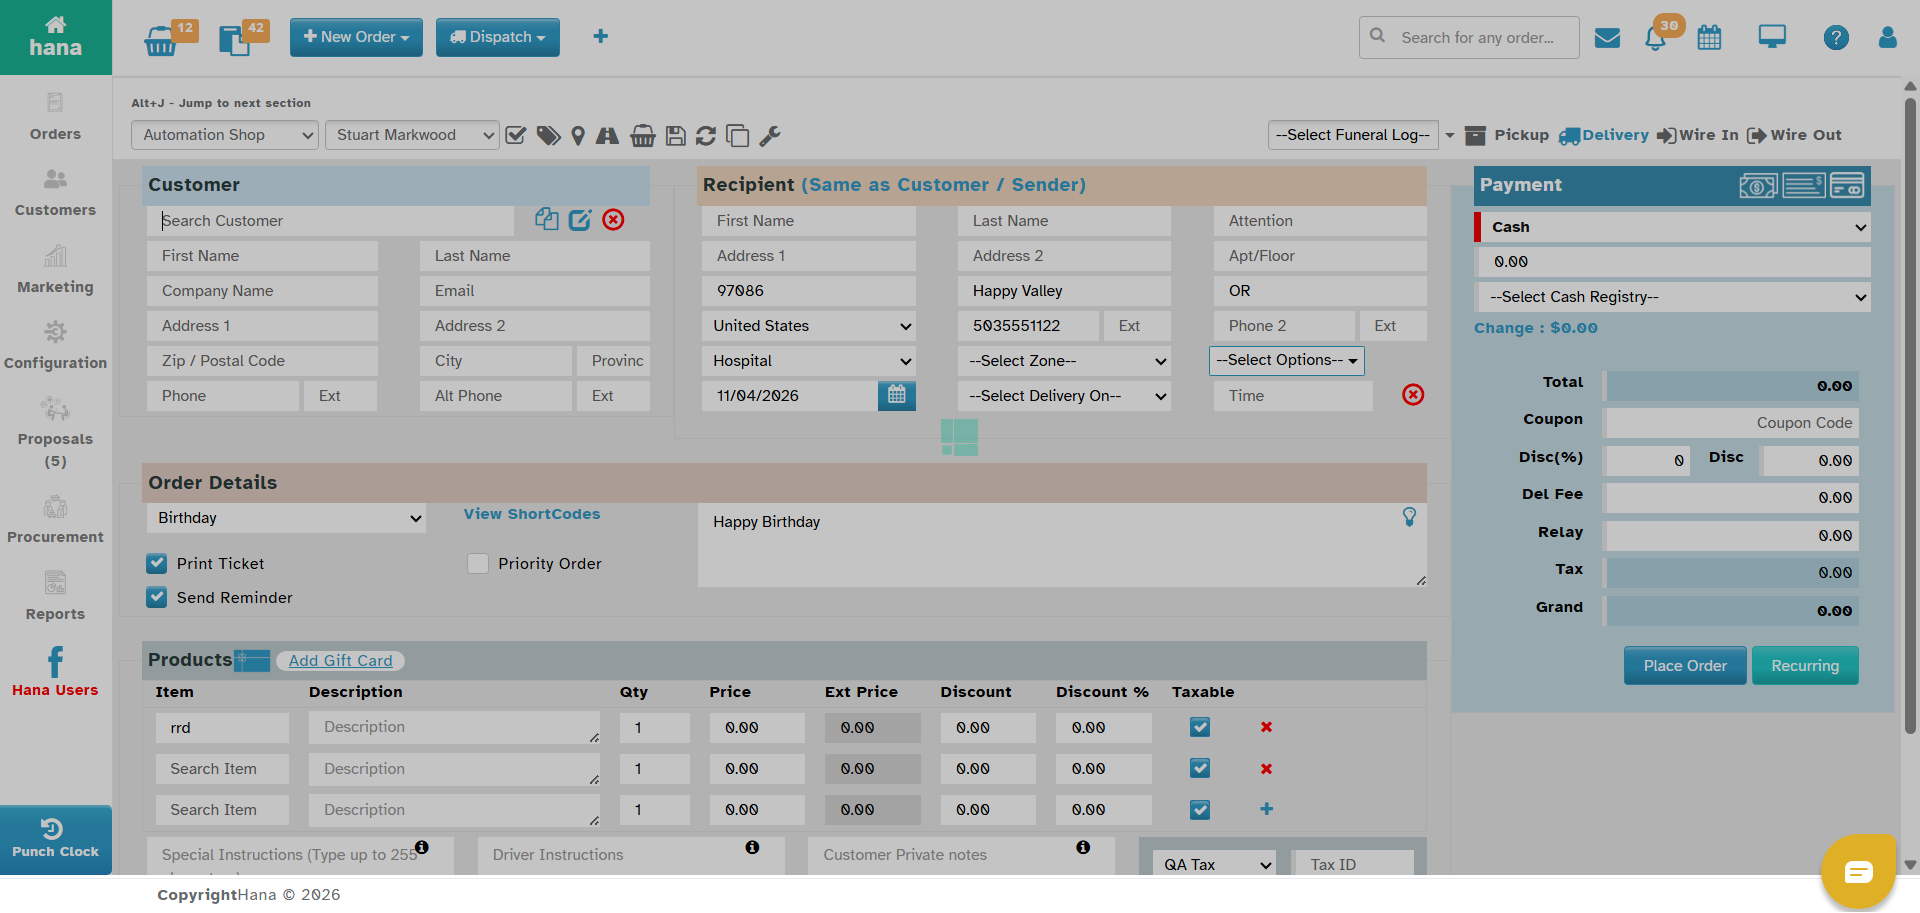 hana
12
42
New Order
Dispatch
Search for any order...
30
Orders
Customers
Marketing
Configuration
Proposals
(5)
Procurement
Reports
Hana Users
Punch Clock
Alt+J - Jump to next section
Automation Shop
Stuart Markwood
--Select Funeral Log--
Pickup
Delivery
Wire In
Wire Out
Customer
Search Customer
First Name
Last Name
Company Name
Email
Address 1
Address 2
Zip / Postal Code
City
Provinc
Phone
Ext
Alt Phone
Ext
Recipient (Same as Customer / Sender)
First Name
Last Name
Attention
Address 1
Address 2
Apt/Floor
97086
Happy Valley
OR
United States
5035551122
Ext
Phone 2
Ext
Hospital
--Select Zone--
--Select Options--
11/04/2026
--Select Delivery On--
Time
Payment
Cash
0.00
--Select Cash Registry--
Change : $0.00
Total 0.00
Coupon Coupon Code
Disc(%) 0 Disc 0.00
Del Fee 0.00
Relay 0.00
Tax 0.00
Grand 0.00
Place Order
Recurring
Order Details
Birthday
View ShortCodes
Happy Birthday
Print Ticket
Priority Order
Send Reminder
Products
Add Gift Card
Item Description Qty Price Ext Price Discount Discount % Taxable
rrd Description 1 0.00 0.00 0.00 0.00
Search Item Description 1 0.00 0.00 0.00 0.00
Search Item Description 1 0.00 0.00 0.00 0.00
Special Instructions (Type up to 255
Driver Instructions
Customer Private notes
QA Tax
Tax ID
CopyrightHana © 2026